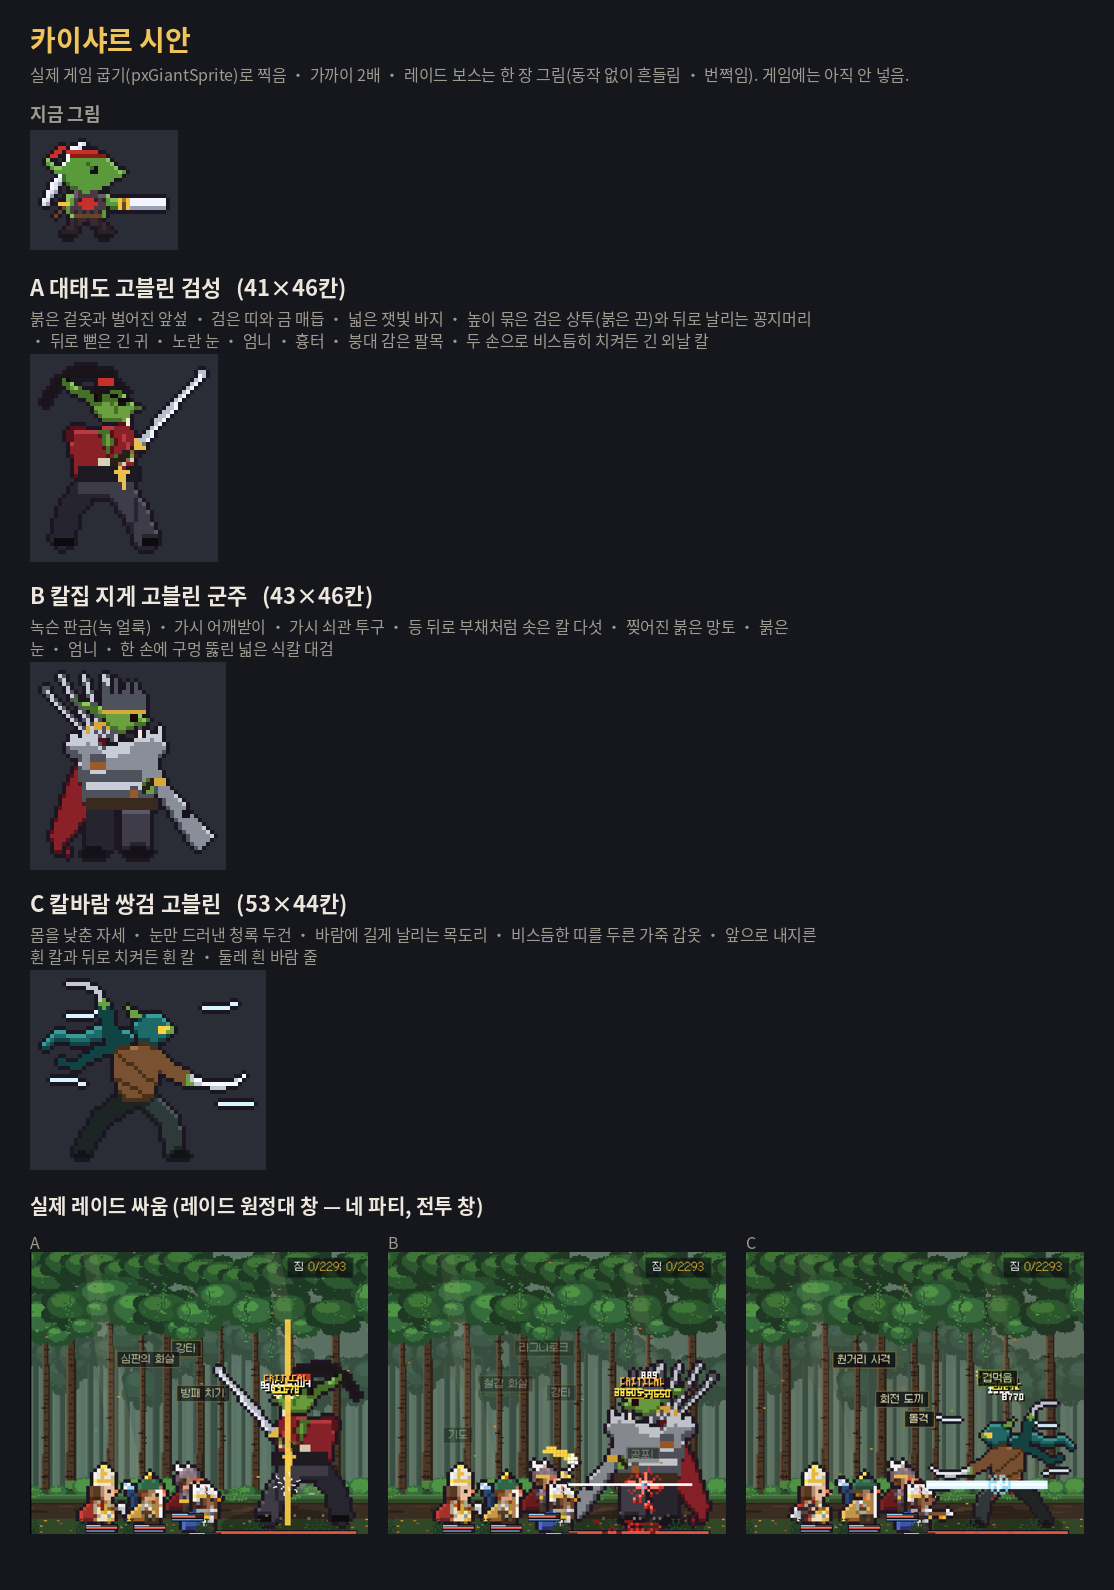 카이샤르 시안
실제 게임 굽기(pxGiantSprite)로 찍음 · 가까이 2배 · 레이드 보스는 한 장 그림(동작 없이 흔들림 · 번쩍임). 게임에는 아직 안 넣음.
지금 그림
A 대태도 고블린 검성 (41×46칸)
붉은 겉옷과 벌어진 앞섶 · 검은 띠와 금 매듭 · 넓은 잿빛 바지 · 높이 묶은 검은 상투(붉은 끈)와 뒤로 날리는 꽁지머리
· 뒤로 뻗은 긴 귀 · 노란 눈 · 엄니 · 흉터 · 붕대 감은 팔목 · 두 손으로 비스듬히 치켜든 긴 외날 칼
B 칼집 지게 고블린 군주 (43×46칸)
녹슨 판금(녹 얼룩) · 가시 어깨받이 · 가시 쇠관 투구 · 등 뒤로 부채처럼 솟은 칼 다섯 · 찢어진 붉은 망토 · 붉은
눈 · 엄니 · 한 손에 구멍 뚫린 넓은 식칼 대검
C 칼바람 쌍검 고블린 (53×44칸)
몸을 낮춘 자세 · 눈만 드러낸 청록 두건 · 바람에 길게 날리는 목도리 · 비스듬한 띠를 두른 가죽 갑옷 · 앞으로 내지른
휜 칼과 뒤로 치켜든 휜 칼 · 둘레 흰 바람 줄
실제 레이드 싸움 (레이드 원정대 창 — 네 파티, 전투 창)
A
B
C
짐 0/2293
짐 0/2293
짐 0/2293
강타
심판의 화살
방패 치기
라그나로크
강타
기도
889
원거리 사격
겁먹음
8770
회전 도끼
돌격